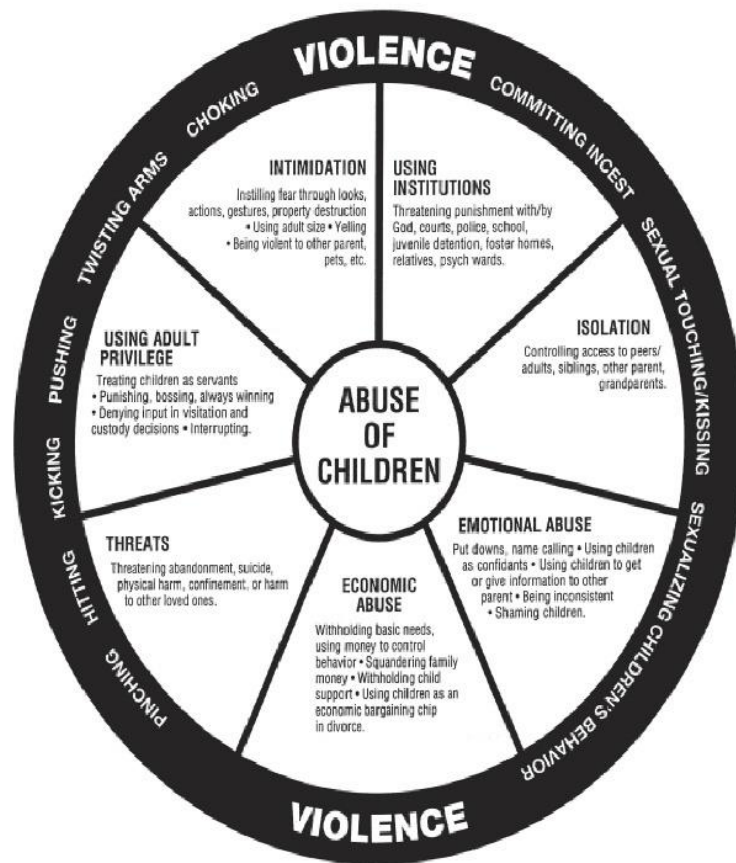 VIOLENCE
COMMITTING INCEST
SEXUAL TOUCHING/KISSING
SEXUALIZING CHILDREN'S BEHAVIOR
VIOLENCE
PINCHING
HITTING
KICKING
PUSHING
TWISTING ARMS
CHOKING
INTIMIDATION
Instilling fear through looks,
actions, gestures, property destruction
• Using adult size • Yelling
• Being violent to other parent,
pets, etc.
USING
INSTITUTIONS
Threatening punishment with/by
God, courts, police, school,
juvenile detention, foster homes,
relatives, psych wards.
ISOLATION
Controlling access to peers/
adults, siblings, other parent,
grandparents.
EMOTIONAL ABUSE
Put downs, name calling • Using children
as confidants • Using children to get
or give information to other
parent • Being inconsistent
• Shaming children.
ECONOMIC
ABUSE
Withholding basic needs,
using money to control
behavior • Squandering family
money • Withholding child
support • Using children as an
economic bargaining chip
in divorce.
THREATS
Threatening abandonment, suicide,
physical harm, confinement, or harm
to other loved ones.
USING ADULT
PRIVILEGE
Treating children as servants
• Punishing, bossing, always winning
• Denying input in visitation and
custody decisions • Interrupting.
ABUSE
OF
CHILDREN